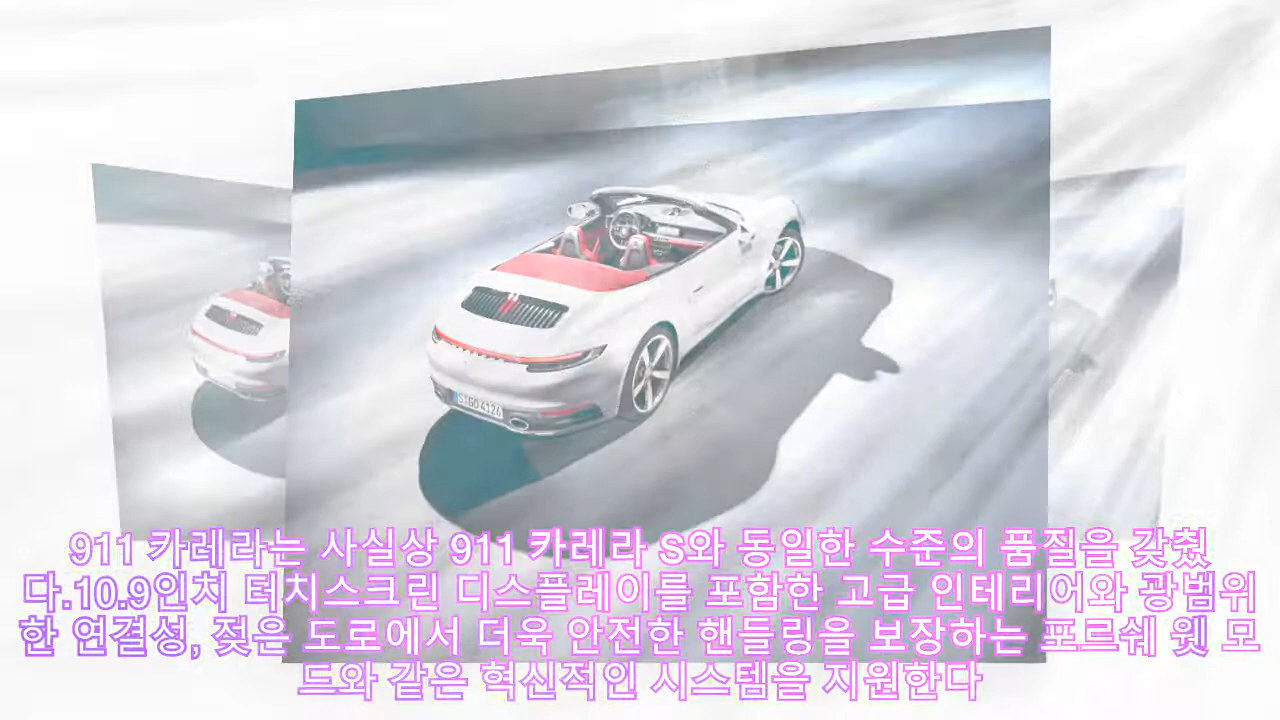 S:GO 4126
911 카레라는 사실상 911 카레라 S와 동일한 수준의 품질을 갖췄
다.10.9인치 터치스크린 디스플레이를 포함한 고급 인테리어와 광범위
한 연결성, 젖은 도로에서 더욱 안전한 핸들링을 보장하는 포르쉐 웻 모
드와 같은 혁신적인 시스템을 지원한다